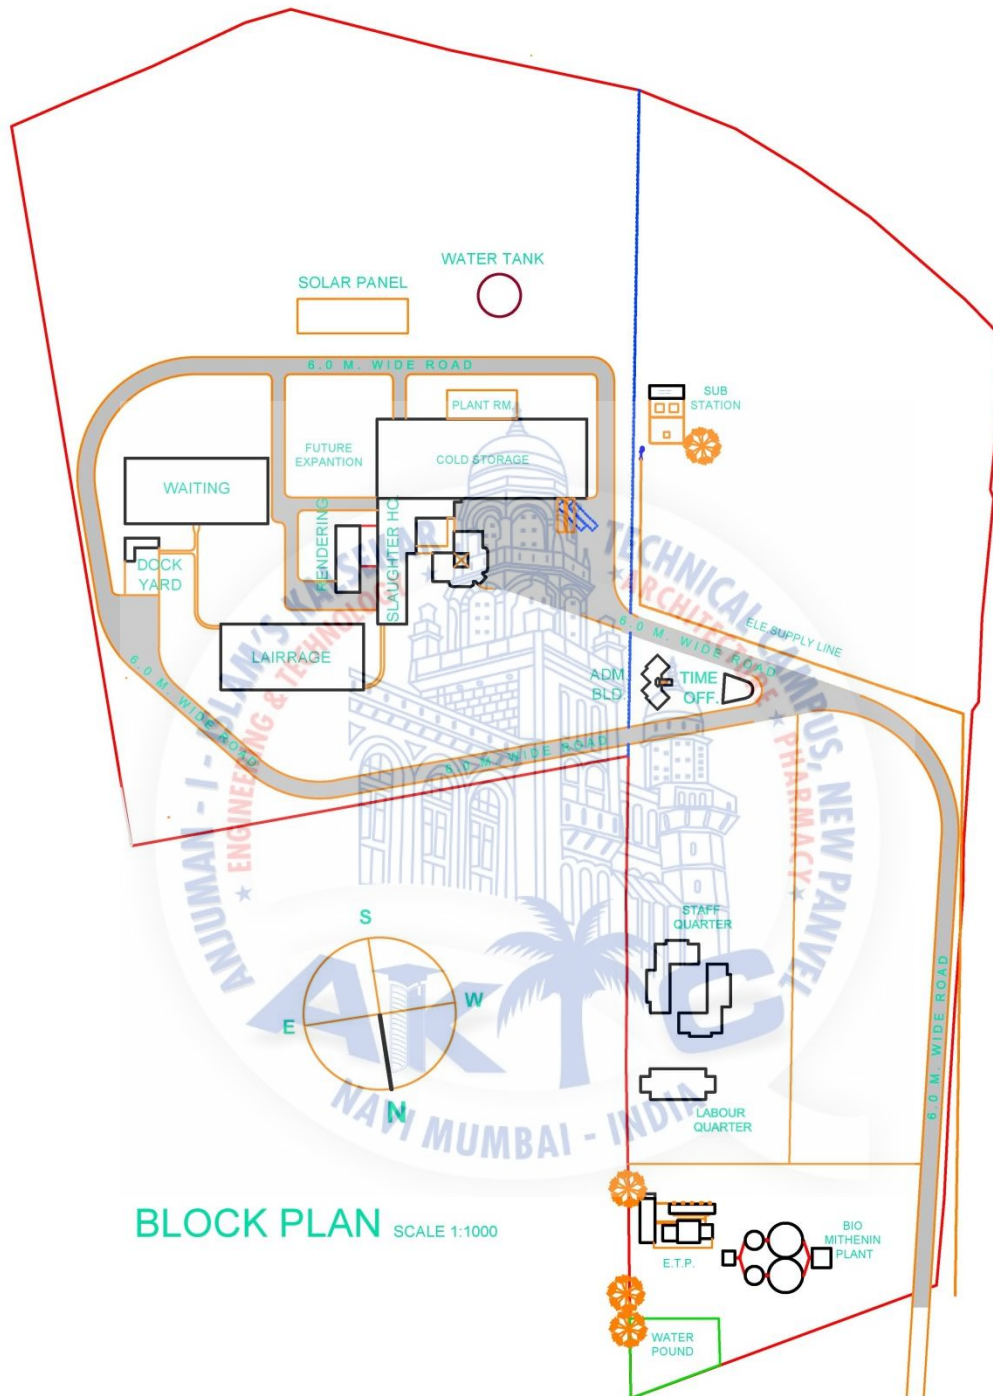 WATER TANK
SOLAR PANEL
6.0 M. WIDE ROAD
SUB
STATION
PLANT RM.
FUTURE
EXPANTION
COLD STORAGE
WAITING
RENDERING
SLAUGHTER HO.
DOCK
YARD
LAIRRAGE
6.0 M. WIDE ROAD
ELE.SUPPLY LINE
ADM
BLD.
TIME
OFF.
6.0 M. WIDE ROAD
6.0 M. WIDE ROAD
STAFF
QUARTER
S
W
E
N
6.0 M. WIDE ROAD
LABOUR
QUARTER
BLOCK PLAN SCALE 1:1000
E.T.P.
BIO
MITHENIN
PLANT
WATER
POUND
ANJUMAN - I - ISLAM'S KALSEKAR TECHNICAL CAMPUS, NEW PANVEL
ENGINEERING & TECHNOLOGY ★ ARCHITECTURE ★ PHARMACY ★
AKTC
NAVI MUMBAI - INDIA